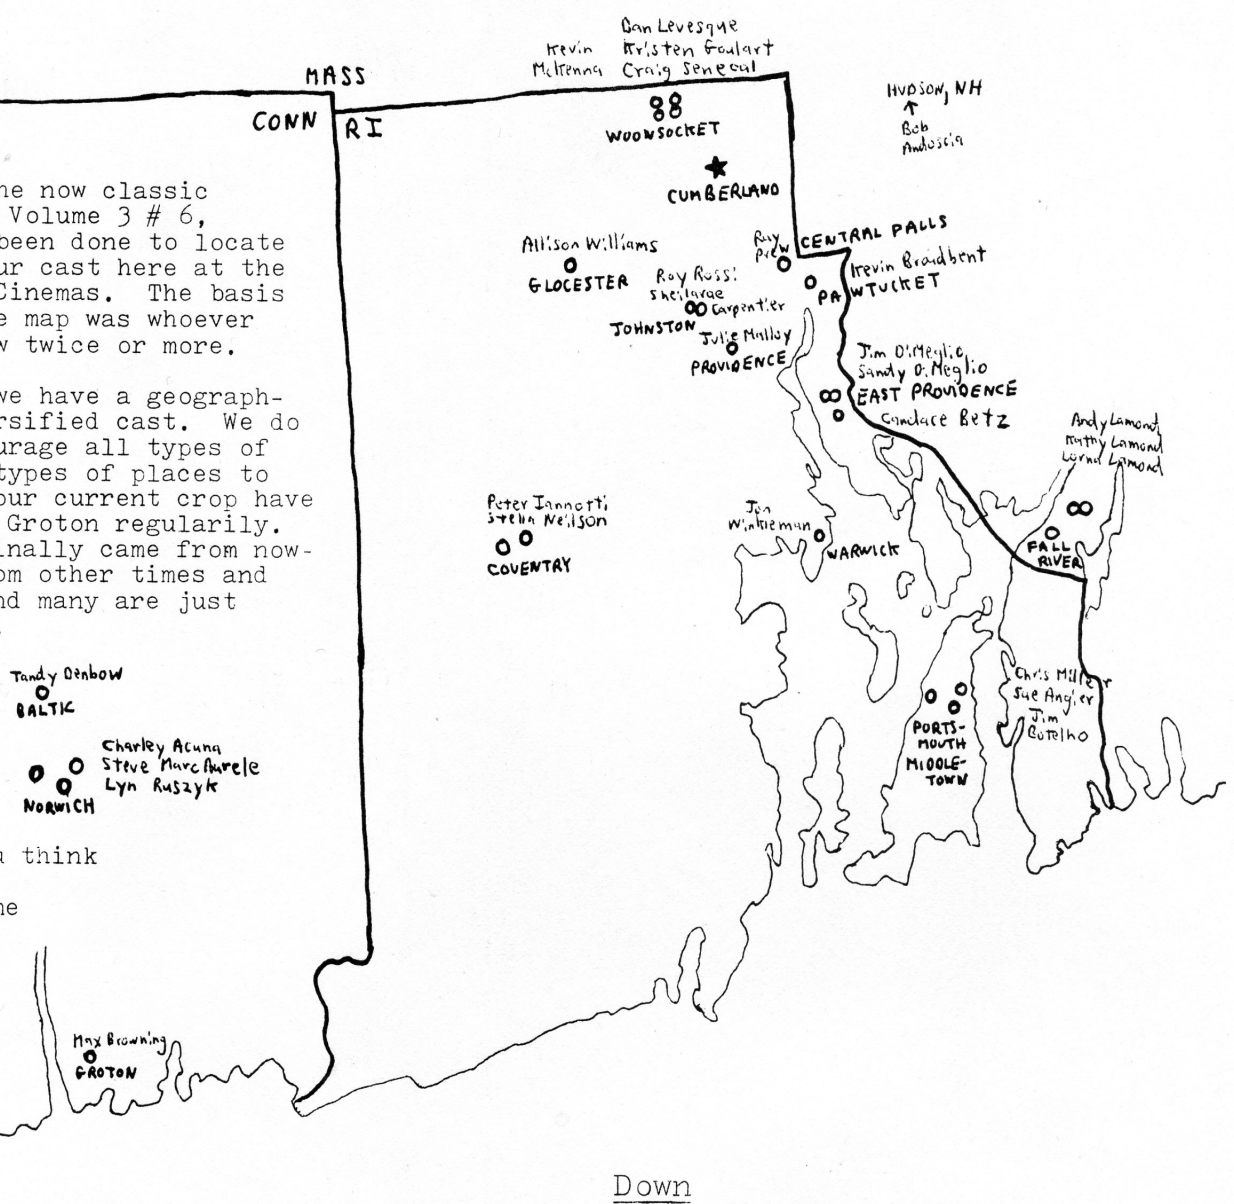 MASS
CONN
RI
Kevin
McKenna
Dan Levesque
Kristen Goulart
Craig Senecal
WOONSOCKET
CUMBERLAND
HUDSON, NH
Bob
Andoscia
he now classic
Volume 3 # 6,
been done to locate
ur cast here at the
Cinemas. The basis
e map was whoever
w twice or more.
we have a geograph-
rsified cast. We do
urage all types of
types of places to
our current crop have
Groton regularily.
inally came from now-
om other times and
nd many are just
Allison Williams
GLOCESTER
Ray
Prew
CENTRAL FALLS
Kevin Broadbent
PAWTUCKET
Roy Rossi
Sheilarae
Carpentier
JOHNSTON
Julie Malloy
PROVIDENCE
Jim DiMeglio
Sandy DiMeglio
EAST PROVIDENCE
Candace Betz
Andy Lamond
Kathy Lamond
Lorna Lamond
FALL
RIVER
Peter Iannotti
Stella Neilson
COVENTRY
Jon
Winkleman
WARWICK
Tandy Denbow
BALTIC
Charley Acuna
Steve MarcAurele
Lyn Ruszyk
NORWICH
Chris Miller
Sue Angier
Jim
Botelho
PORTS-
MOUTH
MIDDLE-
TOWN
u think
he
Max Browning
GROTON
Down